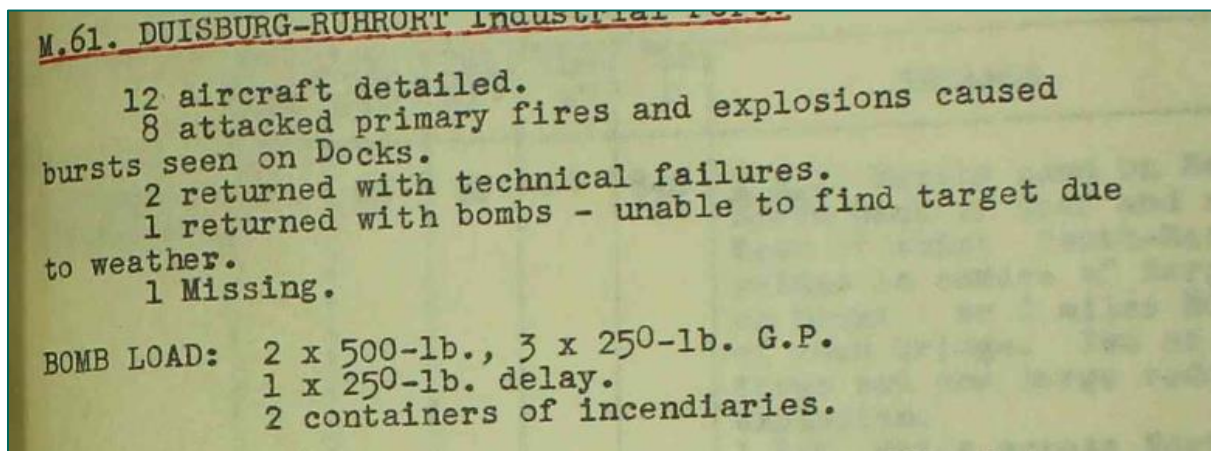 M.61. DUISBURG-RUHRORT Industrial Port
12 aircraft detailed.
8 attacked primary fires and explosions caused
bursts seen on Docks.
2 returned with technical failures.
1 returned with bombs - unable to find target due
to weather.
1 Missing.
BOMB LOAD: 2 x 500-lb., 3 x 250-lb. G.P.
1 x 250-lb. delay.
2 containers of incendiaries.